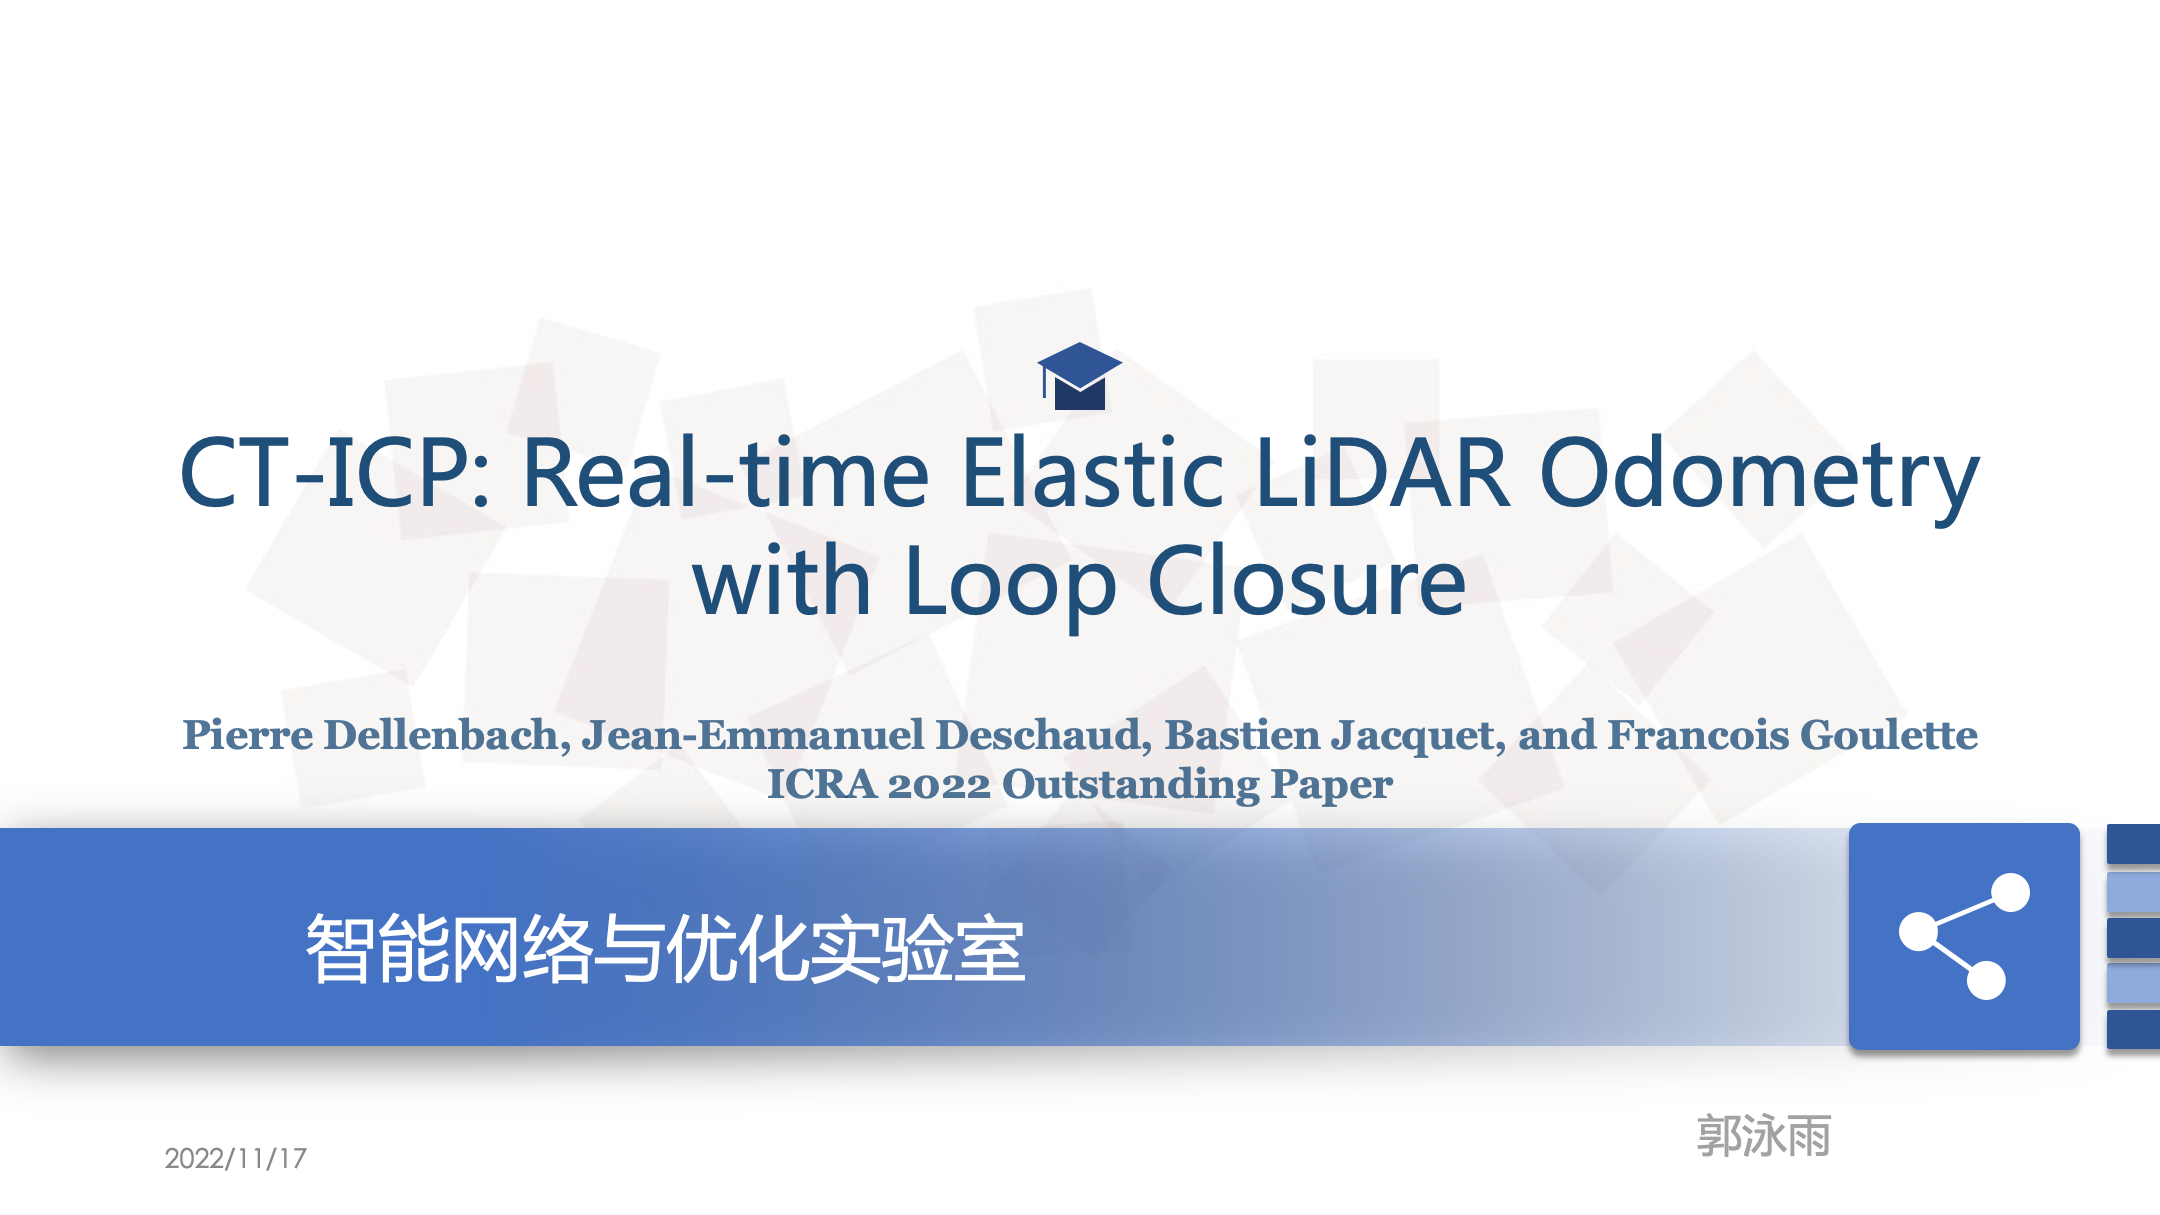 CT-ICP: Real-time Elastic LiDAR Odometry
with Loop Closure
Pierre Dellenbach, Jean-Emmanuel Deschaud, Bastien Jacquet, and Francois Goulette
ICRA 2022 Outstanding Paper
智能网络与优化实验室
郭泳雨
2022/11/17